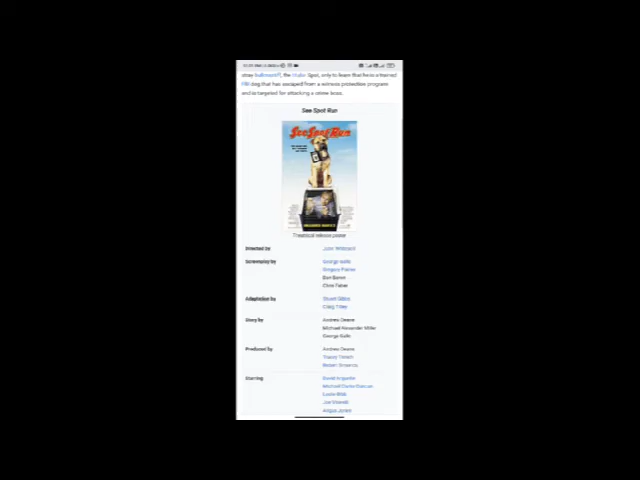 stray bullmastiff, the titular Spot, only to learn that he is a trained
FBI dog that has escaped from a witness protection program
and is targeted for attacking a crime boss.
See Spot Run
See Spot Run
Theatrical release poster
Directed by John Whitesell
Screenplay by George Gallo
Gregory Poirier
Dan Baron
Chris Faber
Adaptation by Stuart Gibbs
Craig Titley
Story by Andrew Deane
Michael Alexander Miller
George Gallo
Produced by Andrew Deane
Tracey Trench
Robert Simonds
Starring David Arquette
Michael Clarke Duncan
Leslie Bibb
Joe Viterelli
Angus Jones